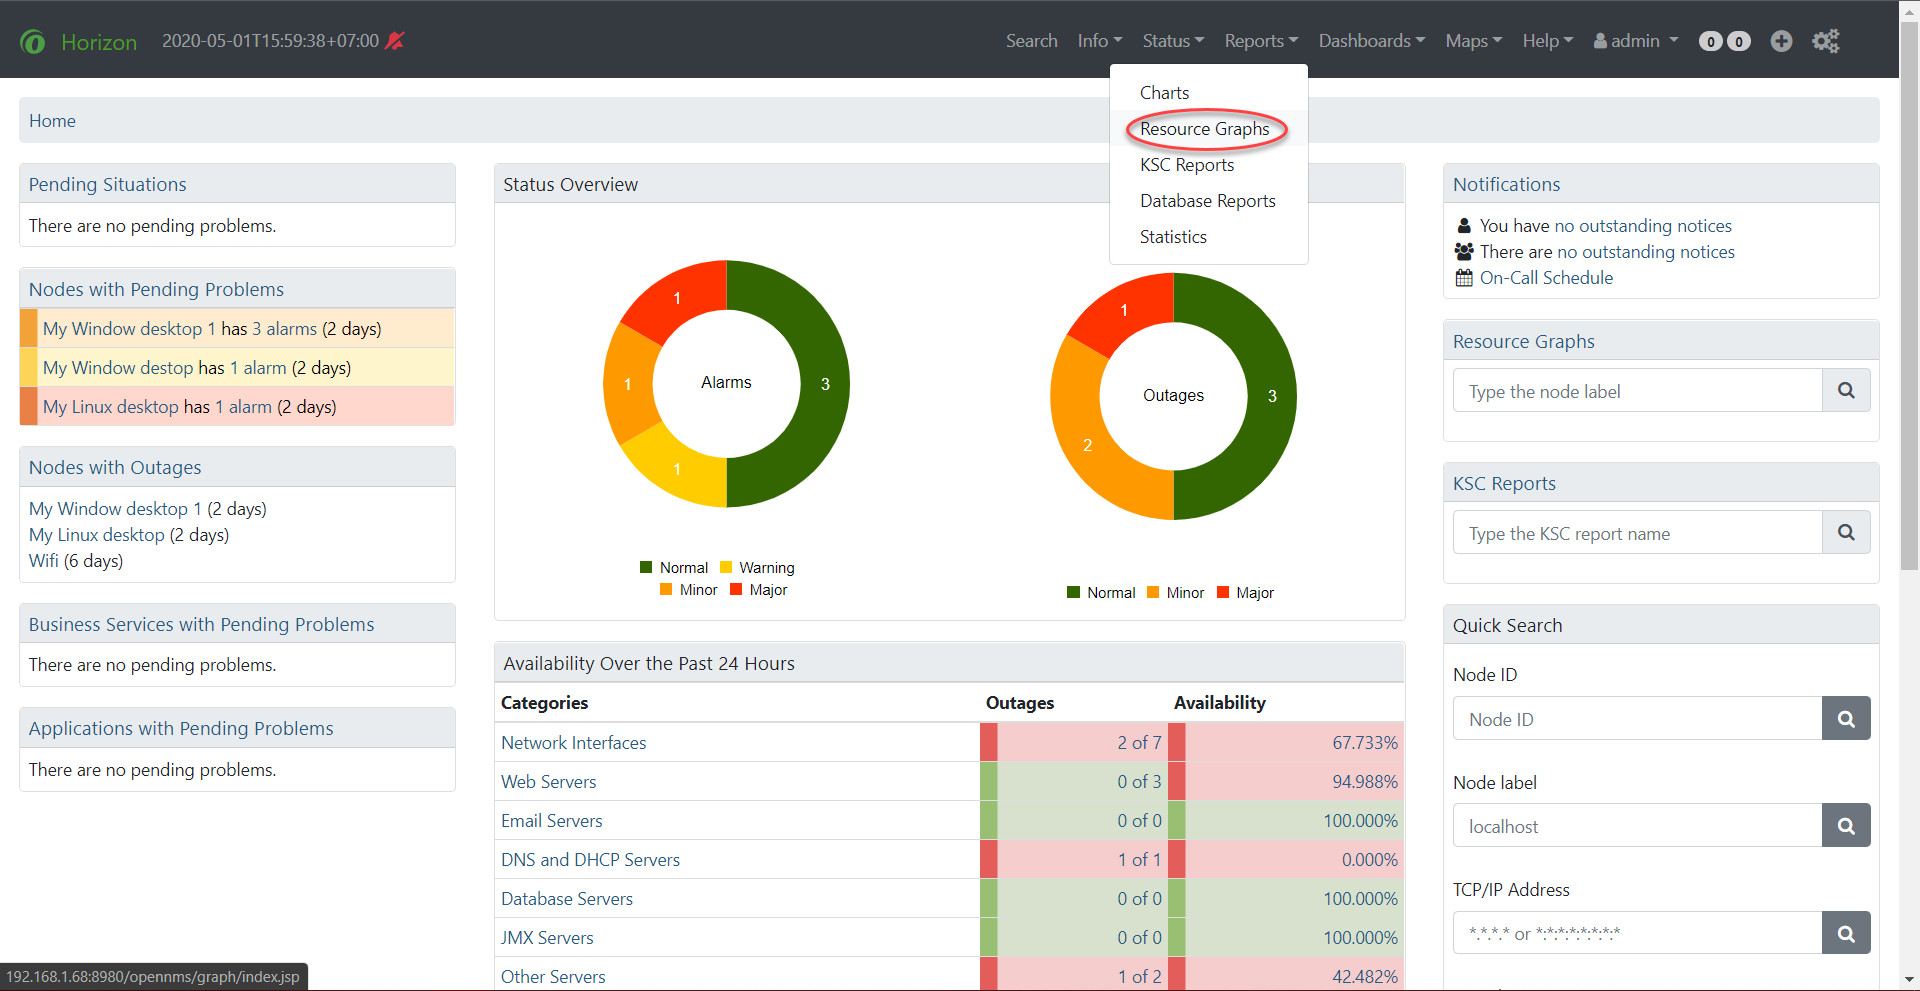 Horizon 2020-05-01T15:59:38+07:00 Search Info Status Reports Dashboards Maps Help admin 0 0
Charts
Resource Graphs
KSC Reports
Database Reports
Statistics
Home
Pending Situations
There are no pending problems.
Nodes with Pending Problems
My Window desktop 1 has 3 alarms (2 days)
My Window destop has 1 alarm (2 days)
My Linux desktop has 1 alarm (2 days)
Nodes with Outages
My Window desktop 1 (2 days)
My Linux desktop (2 days)
Wifi (6 days)
Business Services with Pending Problems
There are no pending problems.
Applications with Pending Problems
There are no pending problems.
Status Overview
1
1
Alarms
3
1
Normal Warning
Minor Major
1
Outages
3
2
Normal Minor Major
Availability Over the Past 24 Hours
Categories Outages Availability
Network Interfaces 2 of 7 67.733%
Web Servers 0 of 3 94.988%
Email Servers 0 of 0 100.000%
DNS and DHCP Servers 1 of 1 0.000%
Database Servers 0 of 0 100.000%
JMX Servers 0 of 0 100.000%
Other Servers 1 of 2 42.482%
Notifications
You have no outstanding notices
There are no outstanding notices
On-Call Schedule
Resource Graphs
Type the node label
KSC Reports
Type the KSC report name
Quick Search
Node ID
Node ID
Node label
localhost
TCP/IP Address
*.*.*.* or *:*:*:*:*:*:*:*
192.168.1.68:8980/opennms/graph/index.jsp